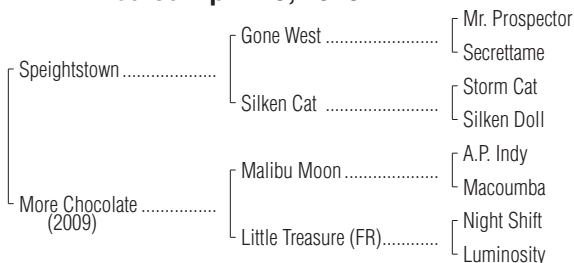 Mr. Prospector
Gone West
Secrettame
Speightstown
Storm Cat
Silken Cat
Silken Doll
A.P. Indy
Malibu Moon
Macoumba
More Chocolate
(2009)
Night Shift
Little Treasure (FR)
Luminosity